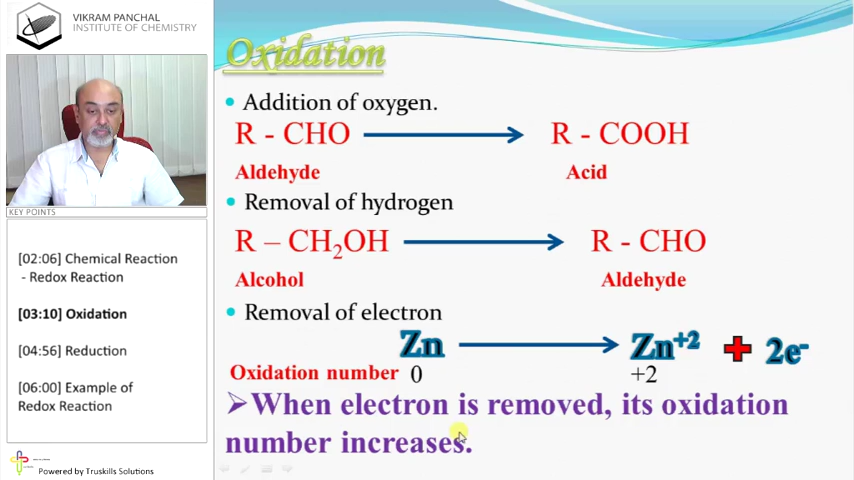 VIKRAM PANCHAL
INSTITUTE OF CHEMISTRY
KEY POINTS
[02:06] Chemical Reaction
- Redox Reaction
[03:10] Oxidation
[04:56] Reduction
[06:00] Example of
Redox Reaction
Powered by Truskills Solutions
Oxidation
• Addition of oxygen.
R - CHO → R - COOH
Aldehyde Acid
• Removal of hydrogen
R – CH₂OH → R - CHO
Alcohol Aldehyde
• Removal of electron
Zn → Zn⁺² + 2e⁻
Oxidation number 0 +2
➢When electron is removed, its oxidation
number increases.